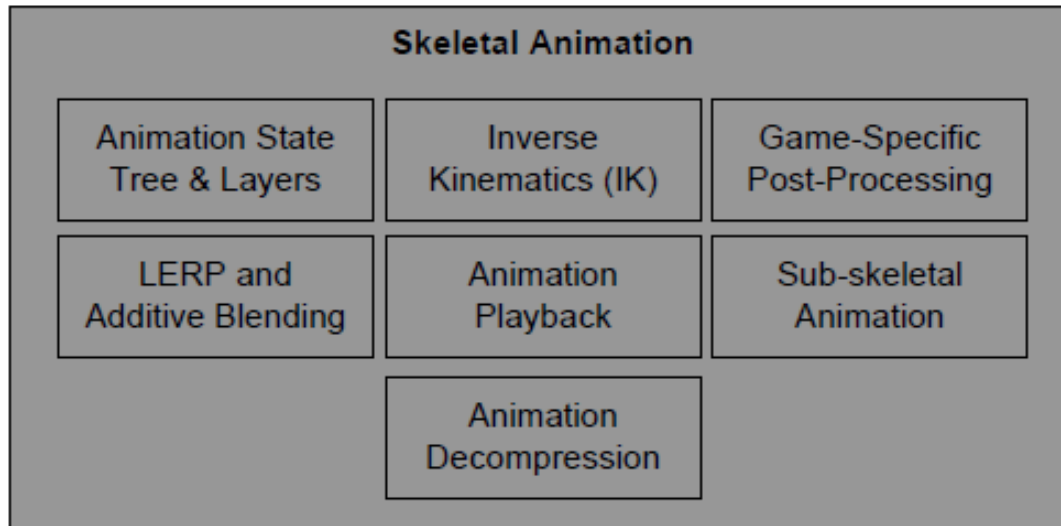 Skeletal Animation
Animation State
Tree & Layers
Inverse
Kinematics (IK)
Game-Specific
Post-Processing
LERP and
Additive Blending
Animation
Playback
Sub-skeletal
Animation
Animation
Decompression